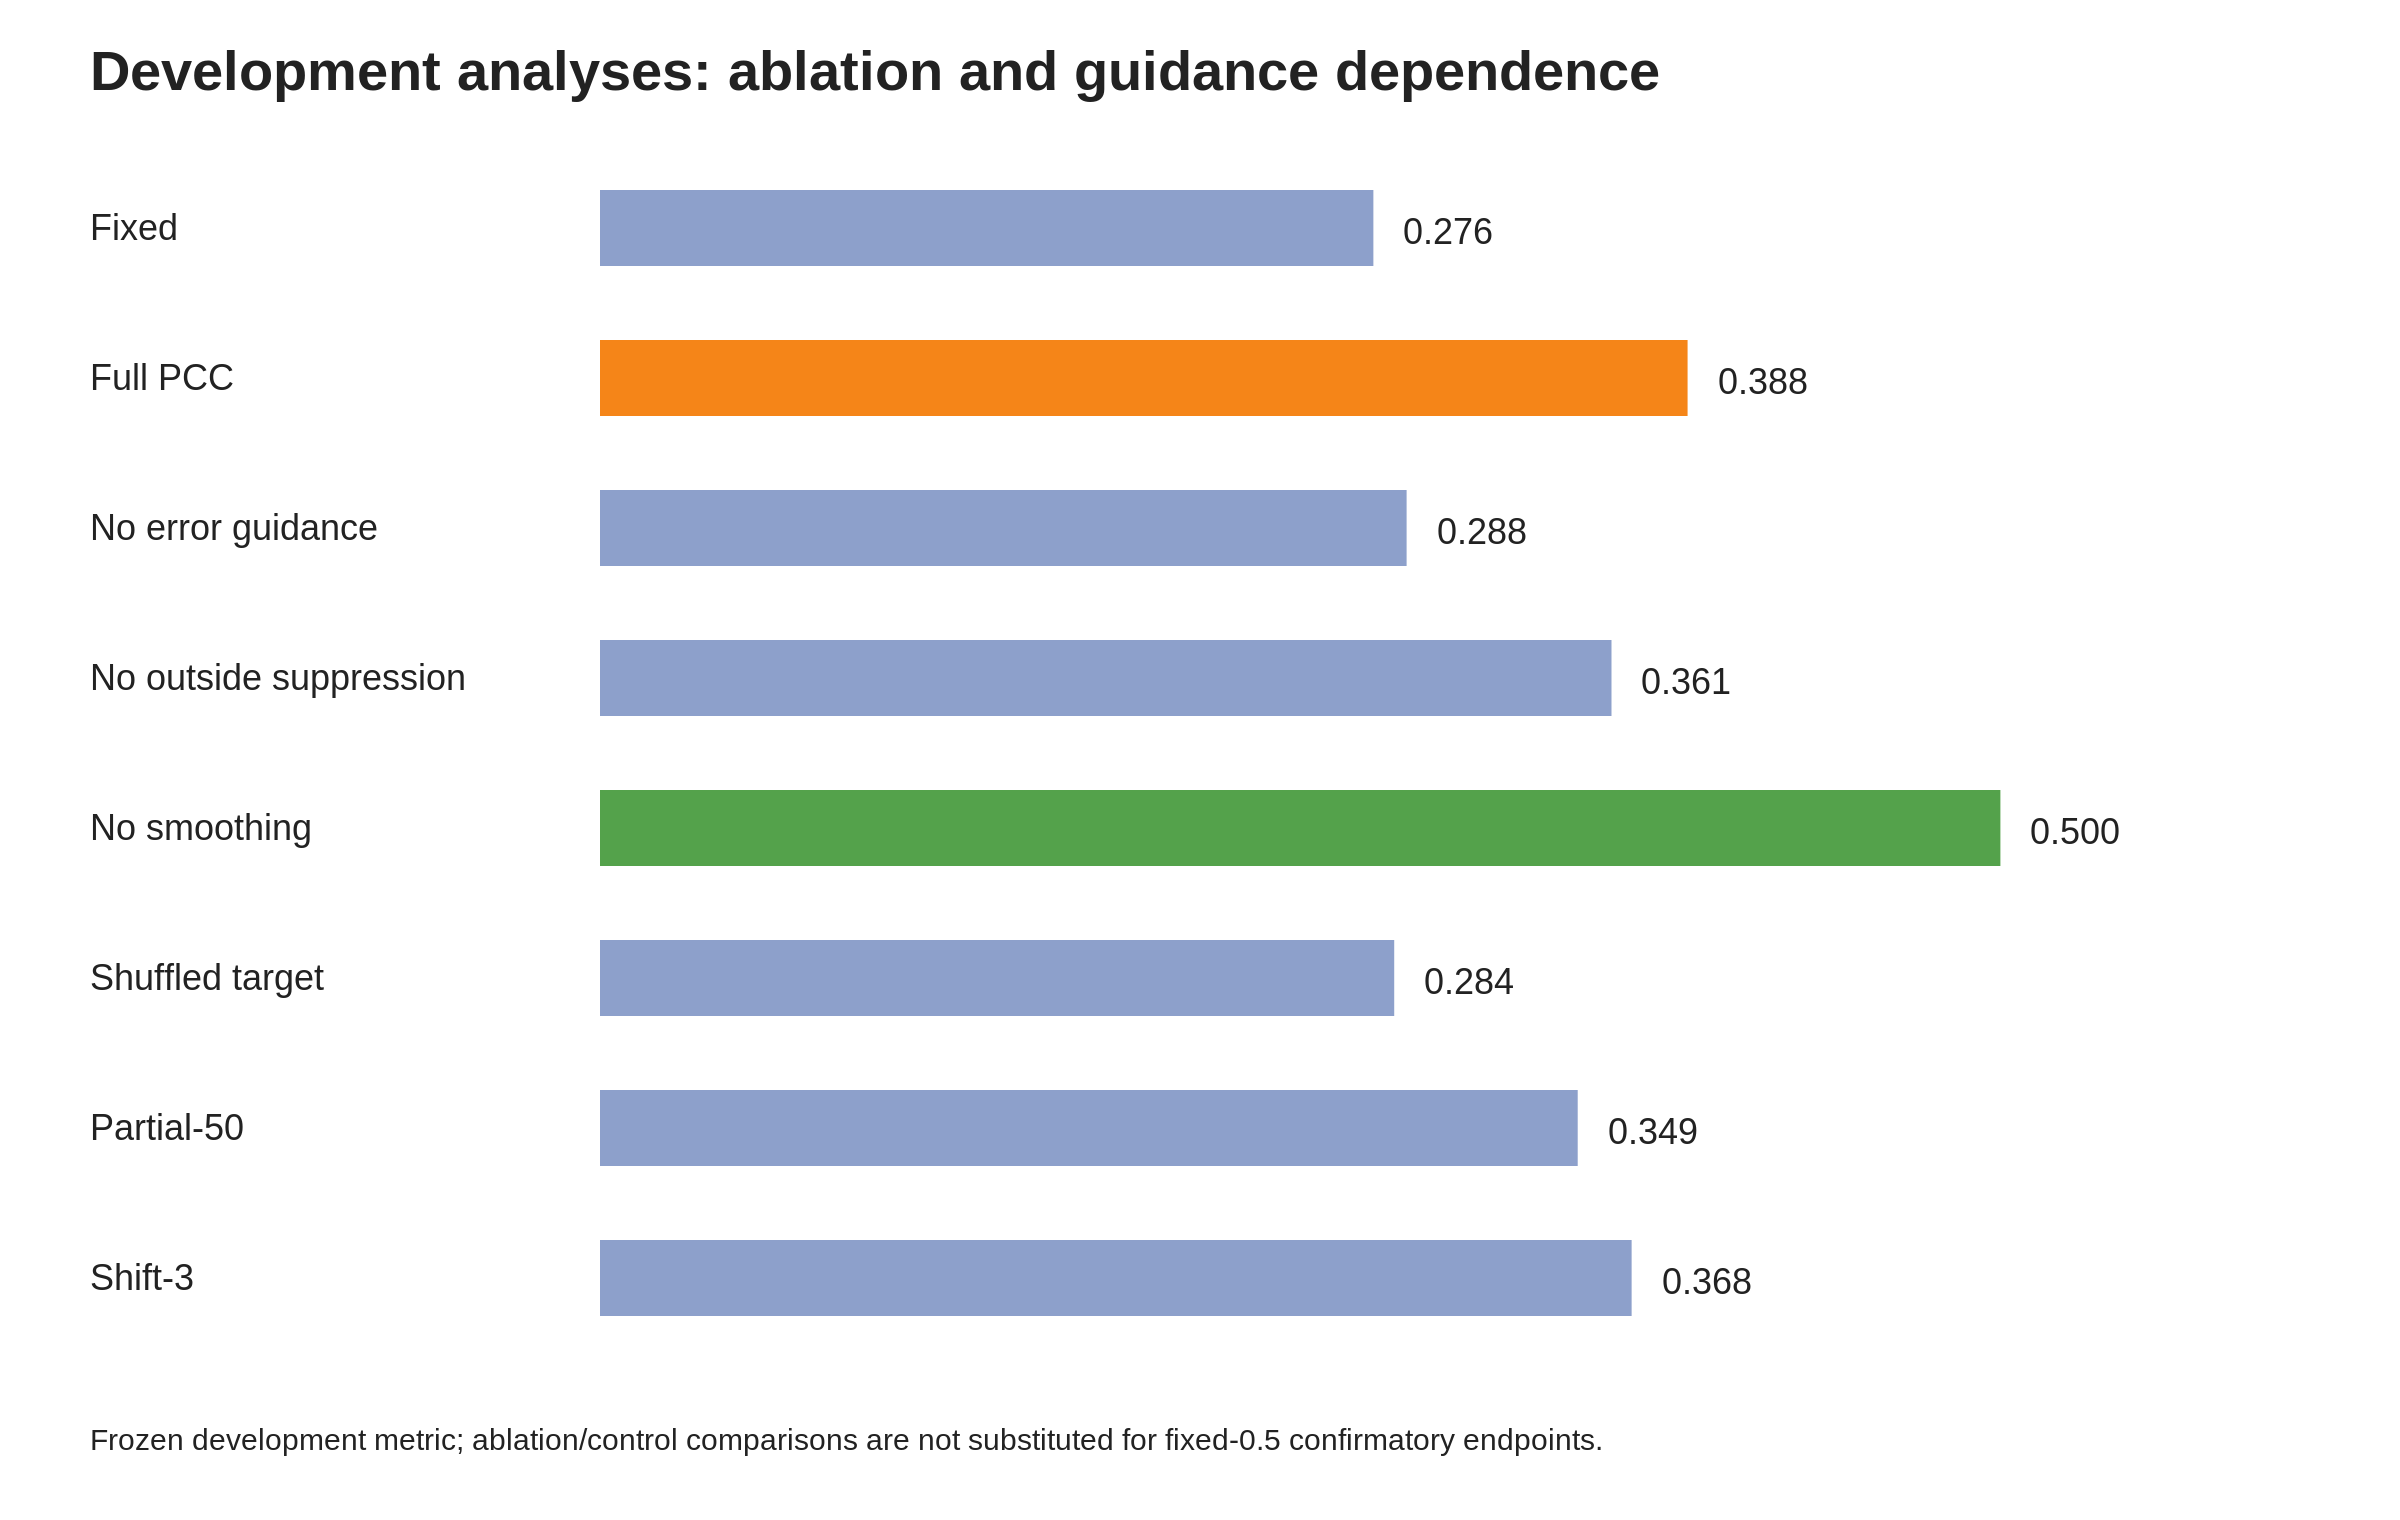 Development analyses: ablation and guidance dependence
Fixed 0.276
Full PCC 0.388
No error guidance 0.288
No outside suppression 0.361
No smoothing 0.500
Shuffled target 0.284
Partial-50 0.349
Shift-3 0.368
Frozen development metric; ablation/control comparisons are not substituted for fixed-0.5 confirmatory endpoints.